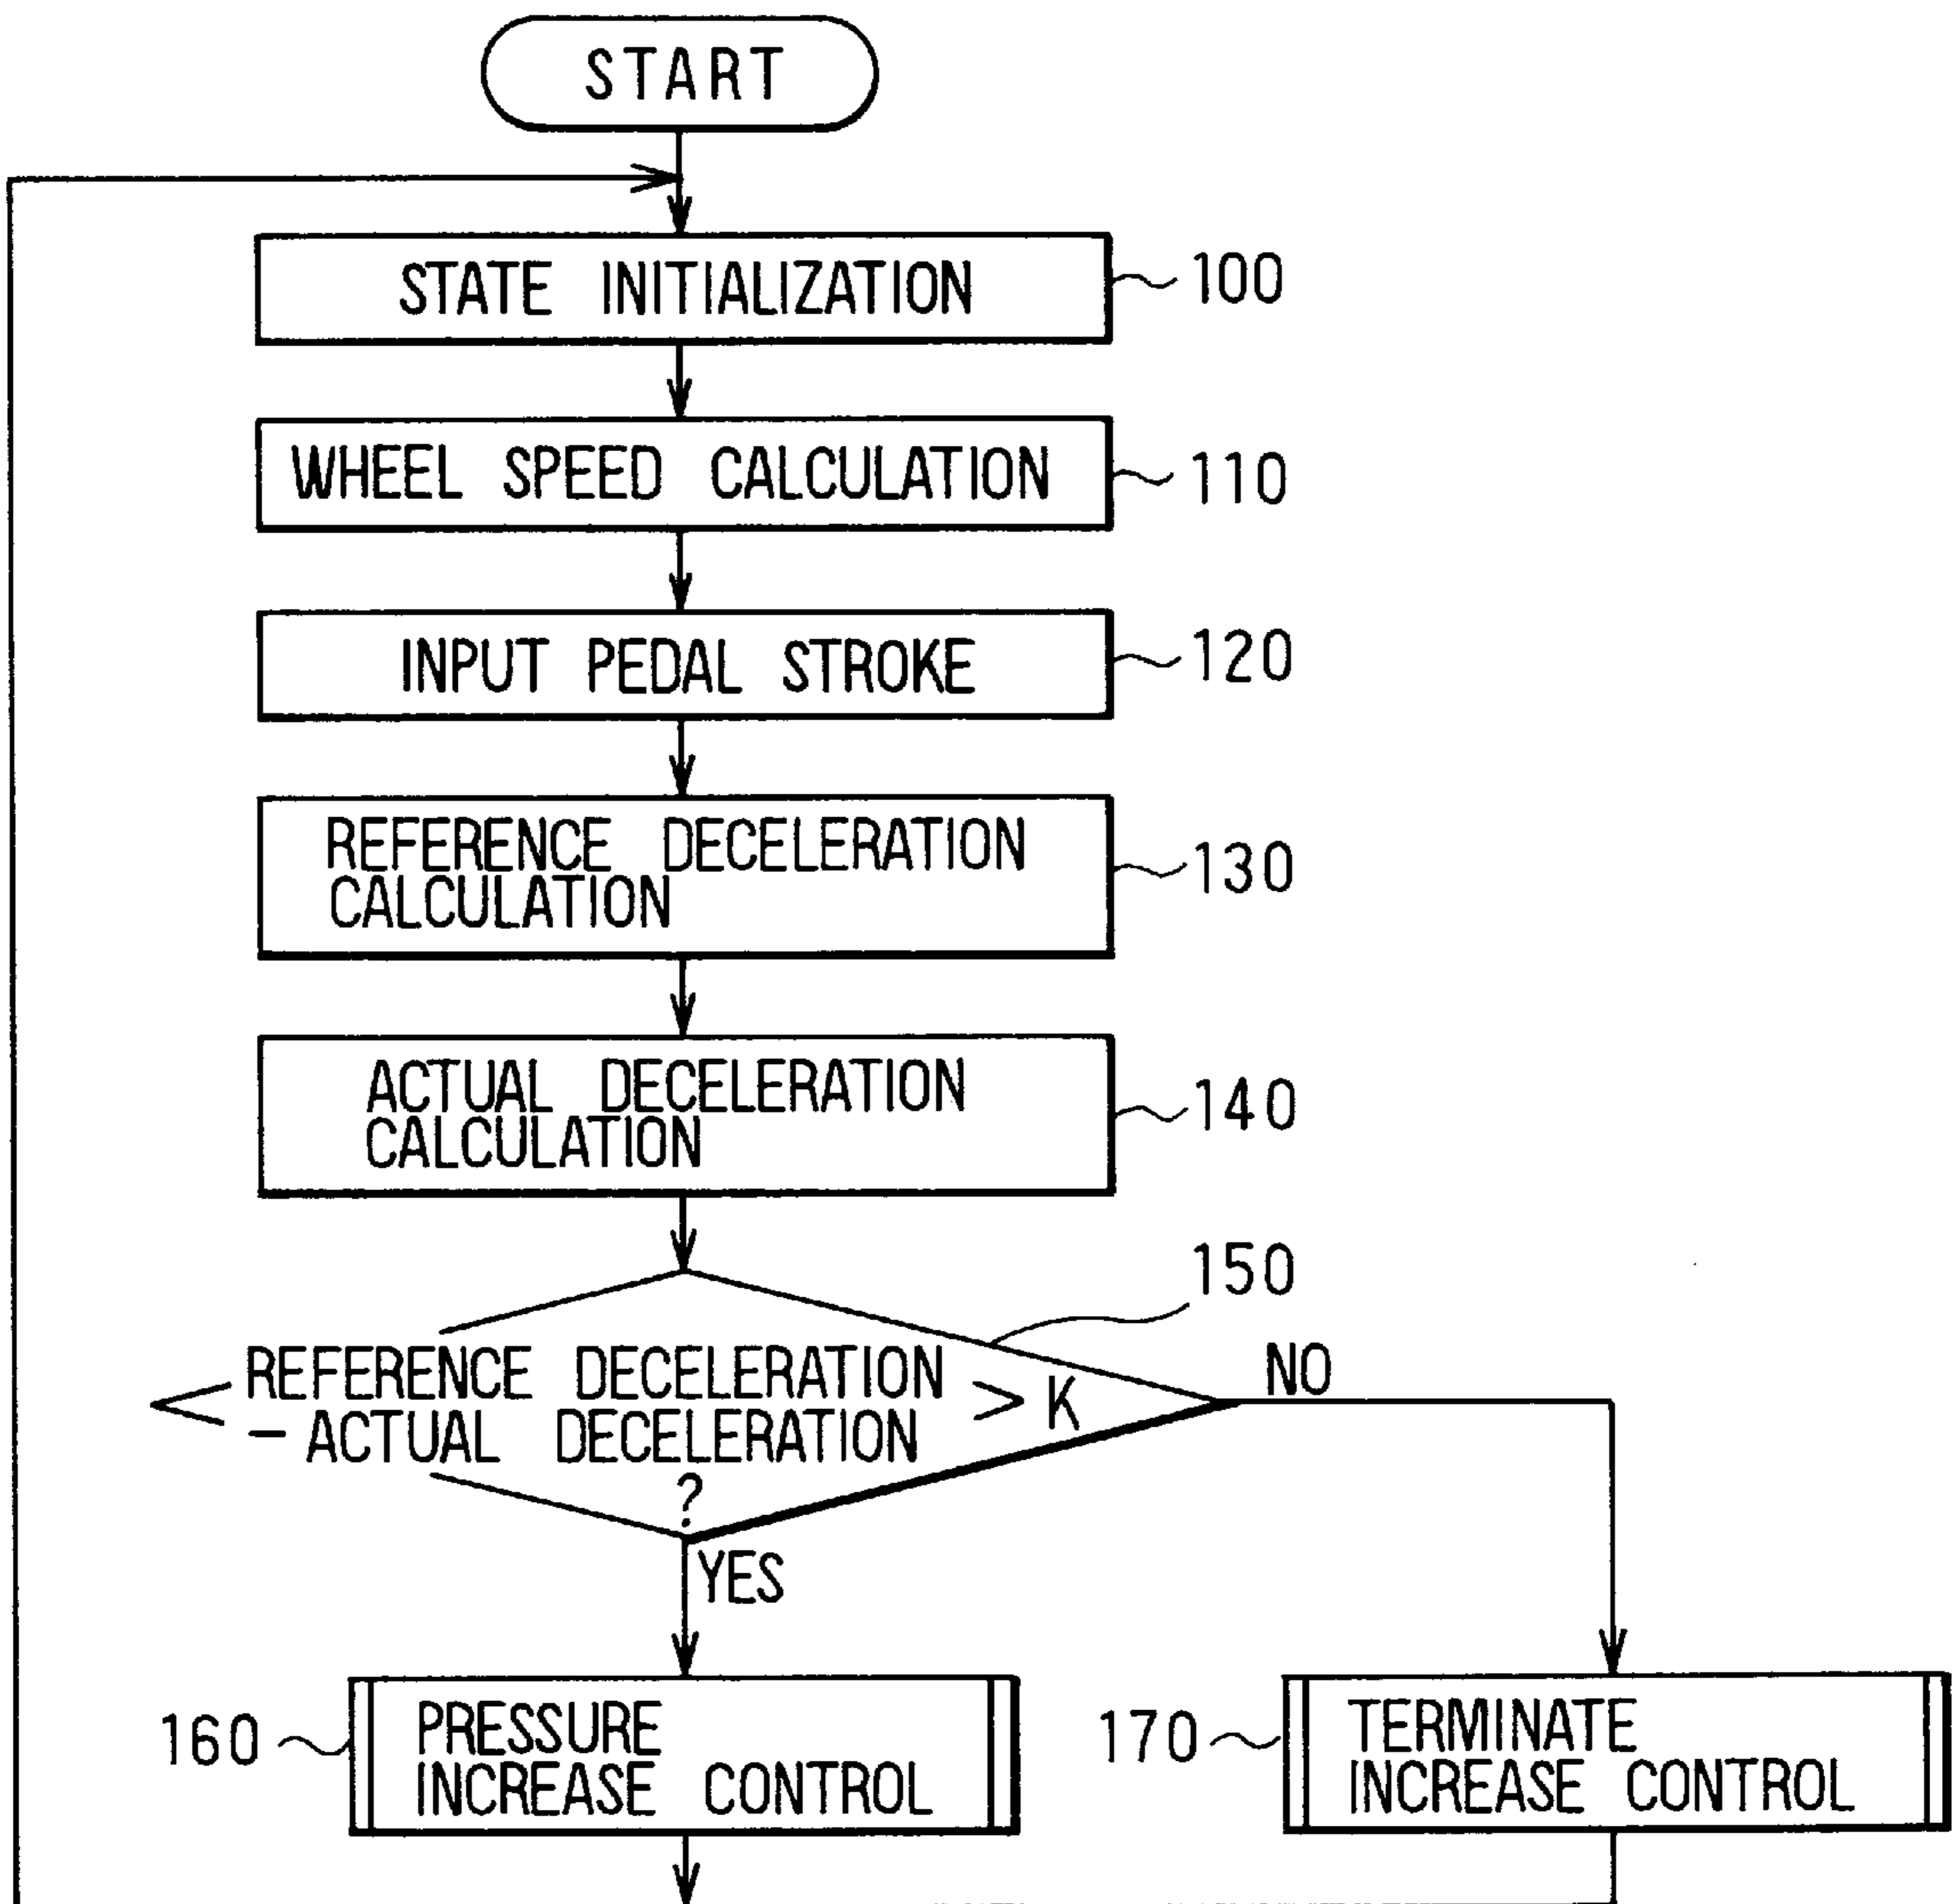 START
STATE INITIALIZATION
100
WHEEL SPEED CALCULATION
110
INPUT PEDAL STROKE
120
REFERENCE DECELERATION
CALCULATION
130
ACTUAL DECELERATION
CALCULATION
140
150
REFERENCE DECELERATION
- ACTUAL DECELERATION
> K
?
NO
YES
160
PRESSURE
INCREASE CONTROL
170
TERMINATE
INCREASE CONTROL